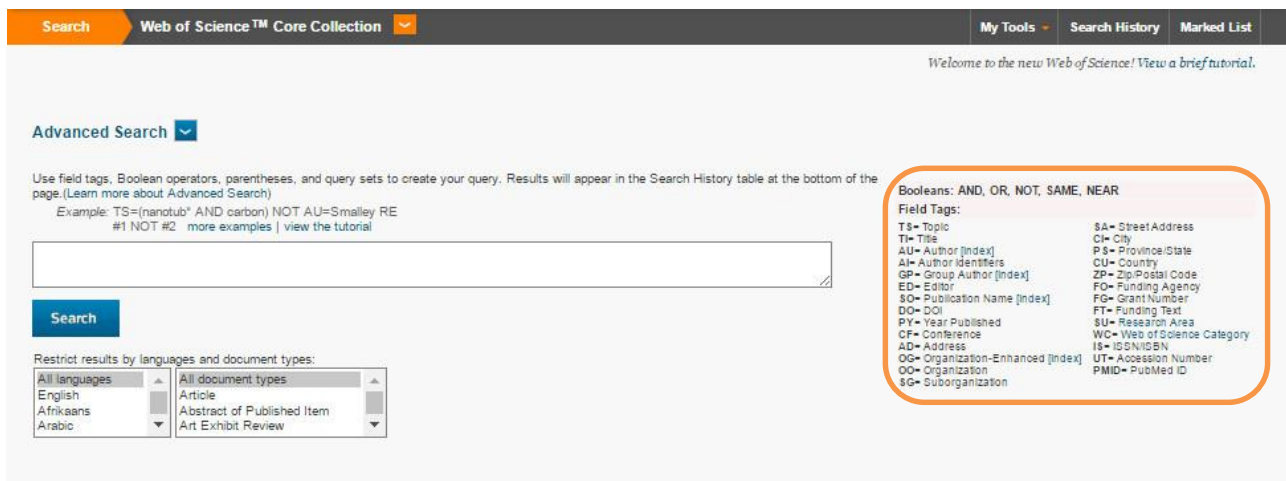 Search
Web of Science™ Core Collection
My Tools
Search History
Marked List
Welcome to the new Web of Science! View a brief tutorial.
Advanced Search
Use field tags, Boolean operators, parentheses, and query sets to create your query. Results will appear in the Search History table at the bottom of the
page.(Learn more about Advanced Search)
Example: TS=(nanotub* AND carbon) NOT AU=Smalley RE
#1 NOT #2 more examples | view the tutorial
Search
Restrict results by languages and document types:
All languages
English
Afrikaans
Arabic
All document types
Article
Abstract of Published Item
Art Exhibit Review
Booleans: AND, OR, NOT, SAME, NEAR
Field Tags:
TS= Topic
TI= Title
AU= Author [Index]
AI= Author Identifiers
GP= Group Author [Index]
ED= Editor
SO= Publication Name [Index]
DO= DOI
PY= Year Published
CF= Conference
AD= Address
OG= Organization-Enhanced [Index]
OO= Organization
SG= Suborganization
SA= Street Address
CI= City
PS= Province/State
CU= Country
ZP= Zip/Postal Code
FO= Funding Agency
FG= Grant Number
FT= Funding Text
SU= Research Area
WC= Web of Science Category
IS= ISSN/ISBN
UT= Accession Number
PMID= PubMed ID